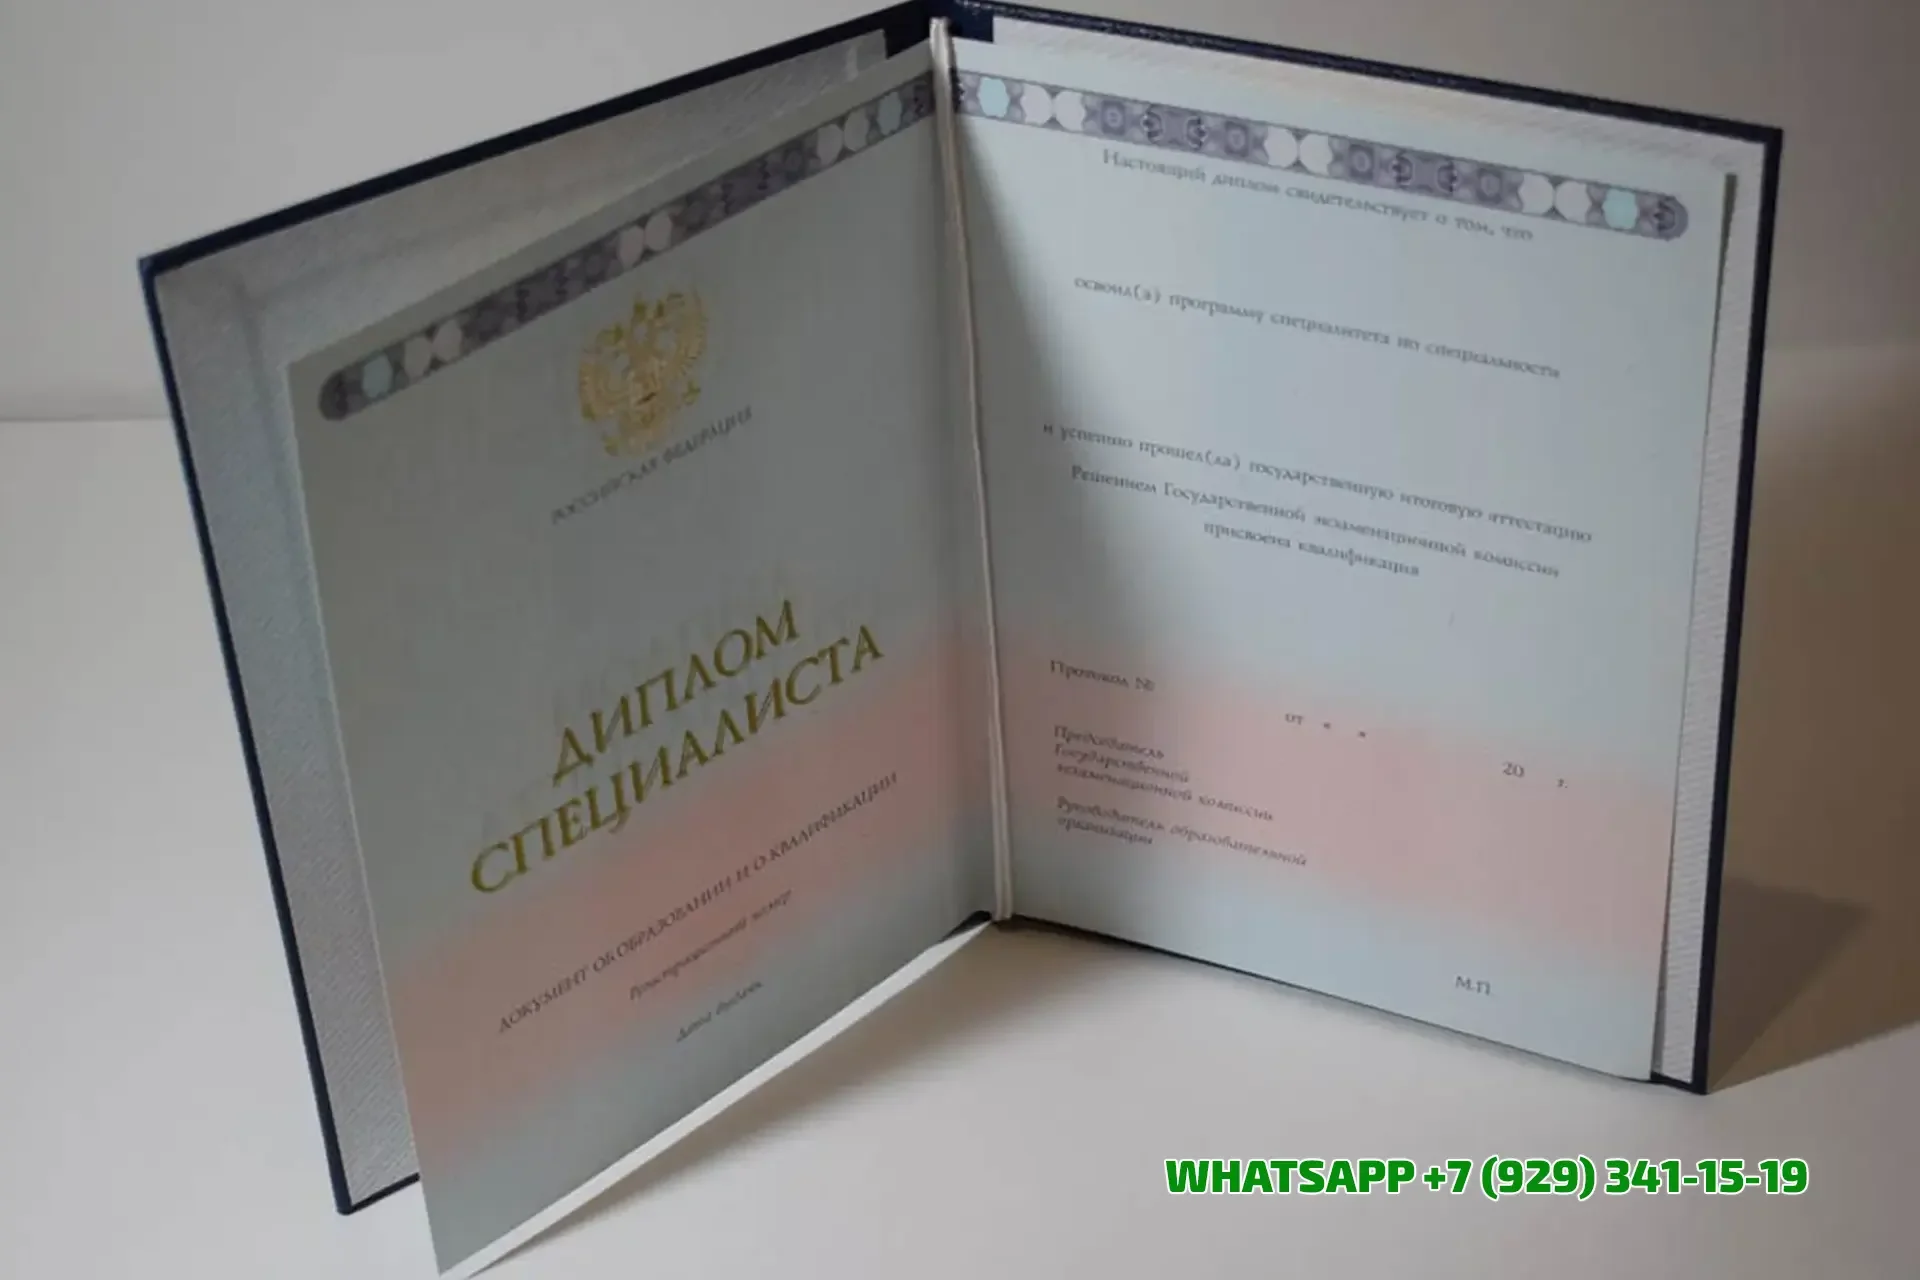 РОССИЙСКАЯ ФЕДЕРАЦИЯ
ДИПЛОМ
СПЕЦИАЛИСТА
ДОКУМЕНТ ОБ ОБРАЗОВАНИИ И О КВАЛИФИКАЦИИ
Регистрационный номер
Дата выдачи
Настоящий диплом свидетельствует о том, что
освоил(а) программу специалитета по специальности
и успешно прошел(ла) государственную итоговую аттестацию
Решением Государственной экзаменационной комиссии
присвоена квалификация
Протокол №
от « »
20 г.
Председатель
Государственной
экзаменационной комиссии
Руководитель образовательной
организации
М.П.
WHATSAPP +7 (929) 341-15-19